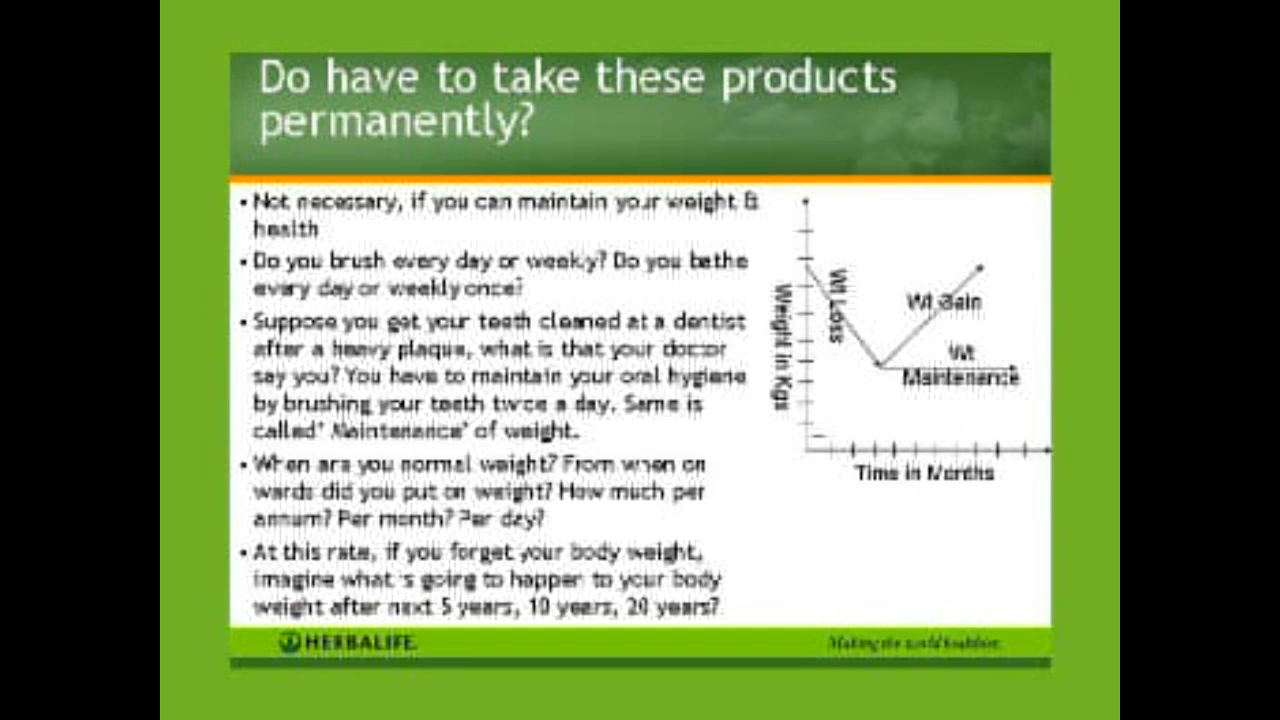 Do have to take these products
permanently?
• Not necessary, if you can maintain your weight &
health
• Do you brush every day or weekly? Do you bathe
every day or weekly once?
• Suppose you get your teeth cleaned at a dentist
after a heavy plaque, what is that your doctor
say you? You have to maintain your oral hygiene
by brushing your teeth twice a day. Same is
called' Maintenance' of weight.
• When are you normal weight? From when on
wards did you put on weight? How much per
annum? Per month? Per day?
• At this rate, if you forget your body weight,
imagine what 's going to happen to your body
weight after next 5 years, 10 years, 20 years?
Weight in Kgs
Wt Loss
Wt Gain
Wt
Maintenance
Time in Months
HERBALIFE.
Making the world healthier.